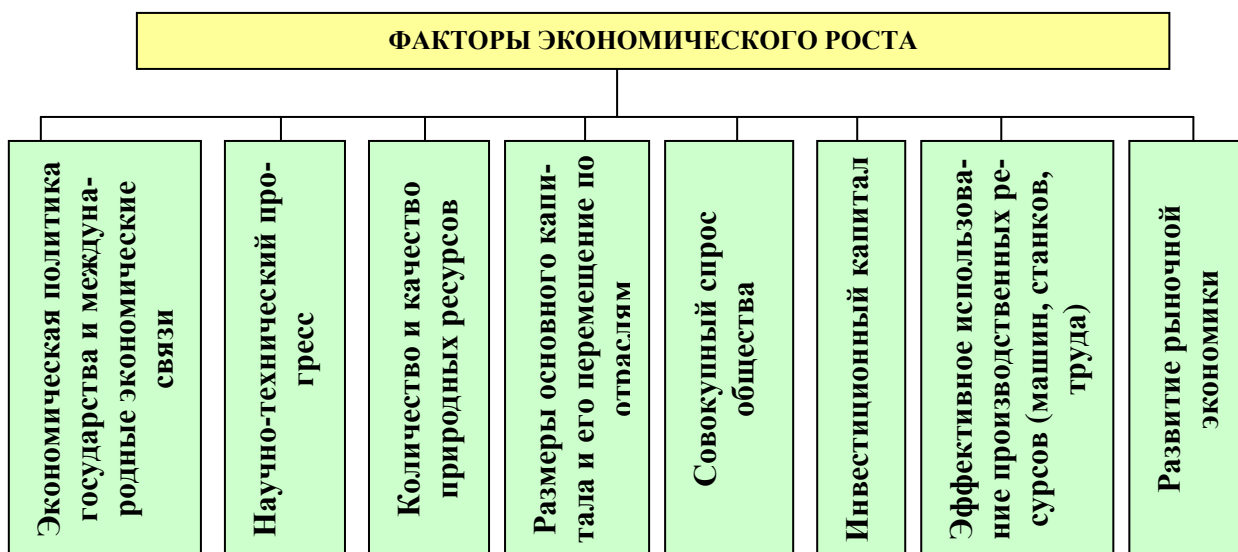 ФАКТОРЫ ЭКОНОМИЧЕСКОГО РОСТА
Экономическая политика
государства и междуна-
родные экономические
связи
Научно-технический про-
гресс
Количество и качество
природных ресурсов
Размеры основного капи-
тала и его перемещение по
отраслям
Совокупный спрос
общества
Инвестиционный капитал
Эффективное использова-
ние производственных ре-
сурсов (машин, станков,
труда)
Развитие рыночной
экономики